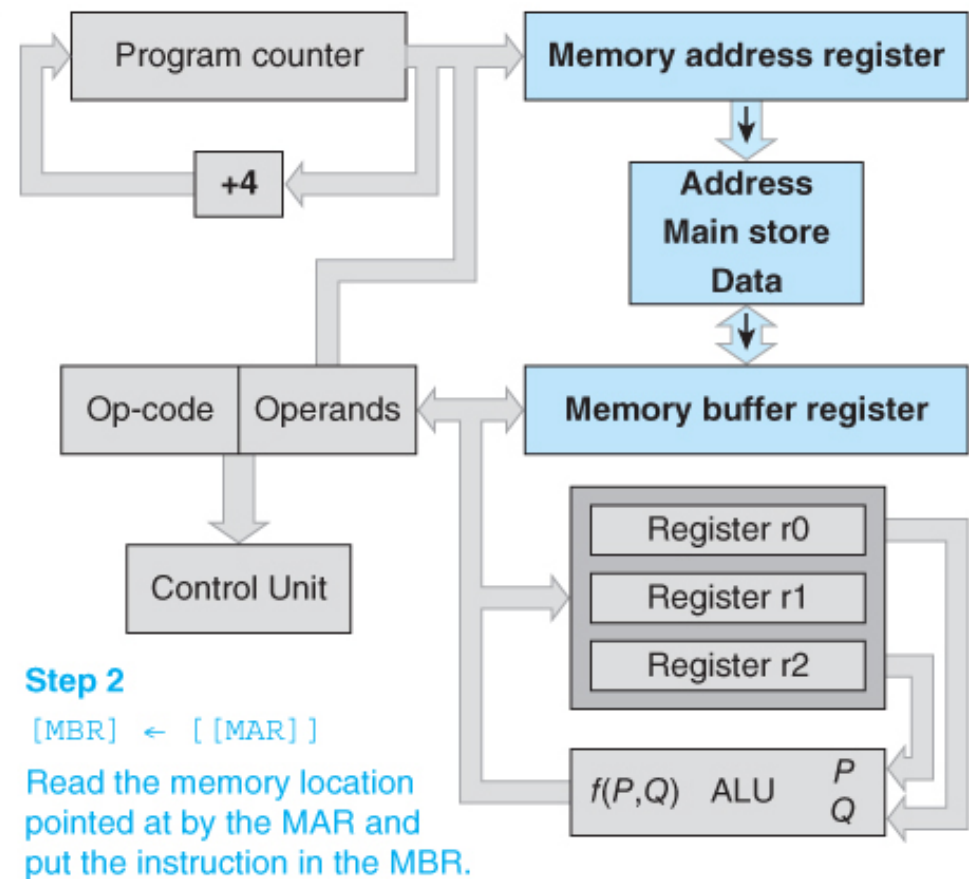 Program counter
Memory address register
+4
Address
Main store
Data
Op-code
Operands
Memory buffer register
Control Unit
Register r0
Register r1
Register r2
Step 2
[MBR] ← [[MAR]]
Read the memory location
pointed at by the MAR and
put the instruction in the MBR.
f(P,Q) ALU
P
Q